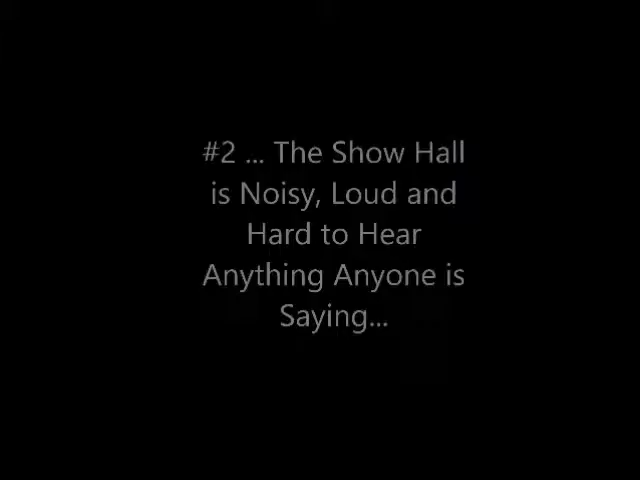 #2 ... The Show Hall
is Noisy, Loud and
Hard to Hear
Anything Anyone is
Saying...